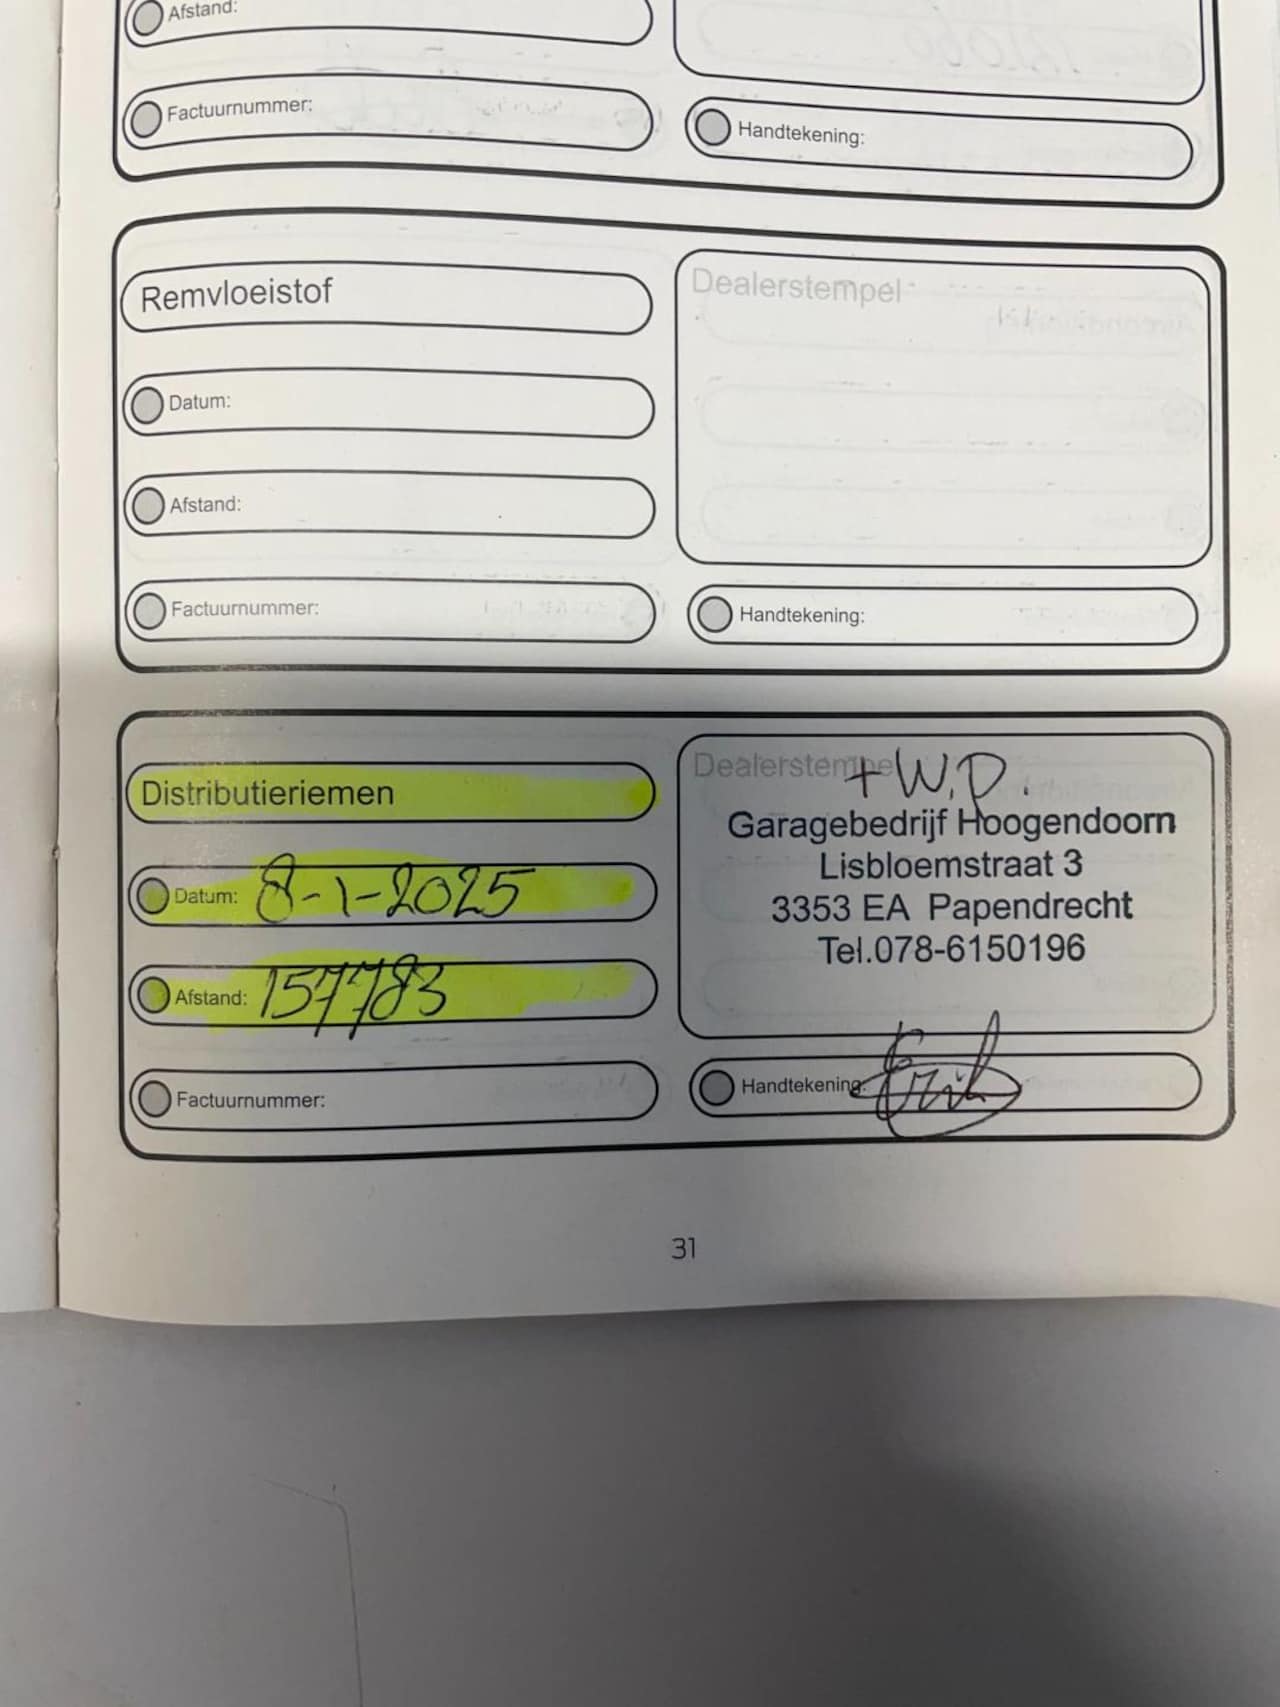 Afstand:
Factuurnummer:
Handtekening:
Remvloeistof
Dealerstempel
Datum:
Afstand:
Factuurnummer:
Handtekening:
Distributieriemen
Datum: 8-1-2025
Afstand: 157783
Factuurnummer:
Dealerstempel
+ W.P.
Garagebedrijf Hoogendoorn
Lisbloemstraat 3
3353 EA Papendrecht
Tel.078-6150196
Handtekening:
31